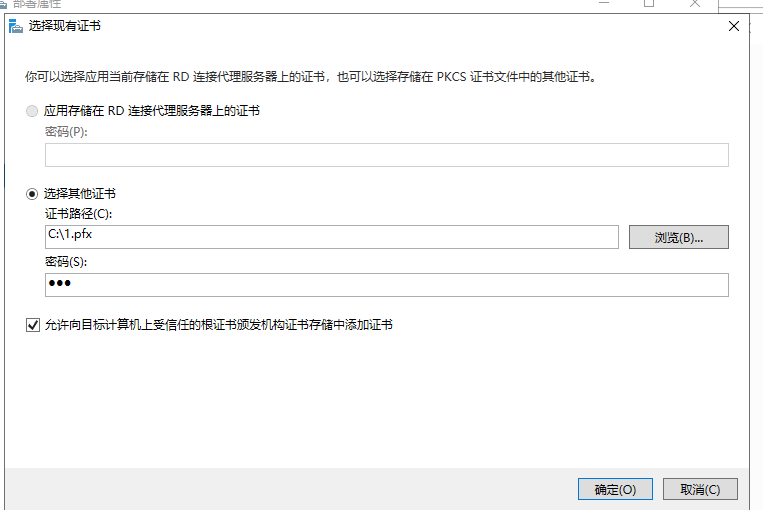 部署属性
选择现有证书
你可以选择应用当前存储在 RD 连接代理服务器上的证书，也可以选择存储在 PKCS 证书文件中的其他证书。
应用存储在 RD 连接代理服务器上的证书
密码(P):
选择其他证书
证书路径(C):
C:\1.pfx
浏览(B)...
密码(S):
●●●
允许向目标计算机上受信任的根证书颁发机构证书存储中添加证书
确定(O)
取消(C)